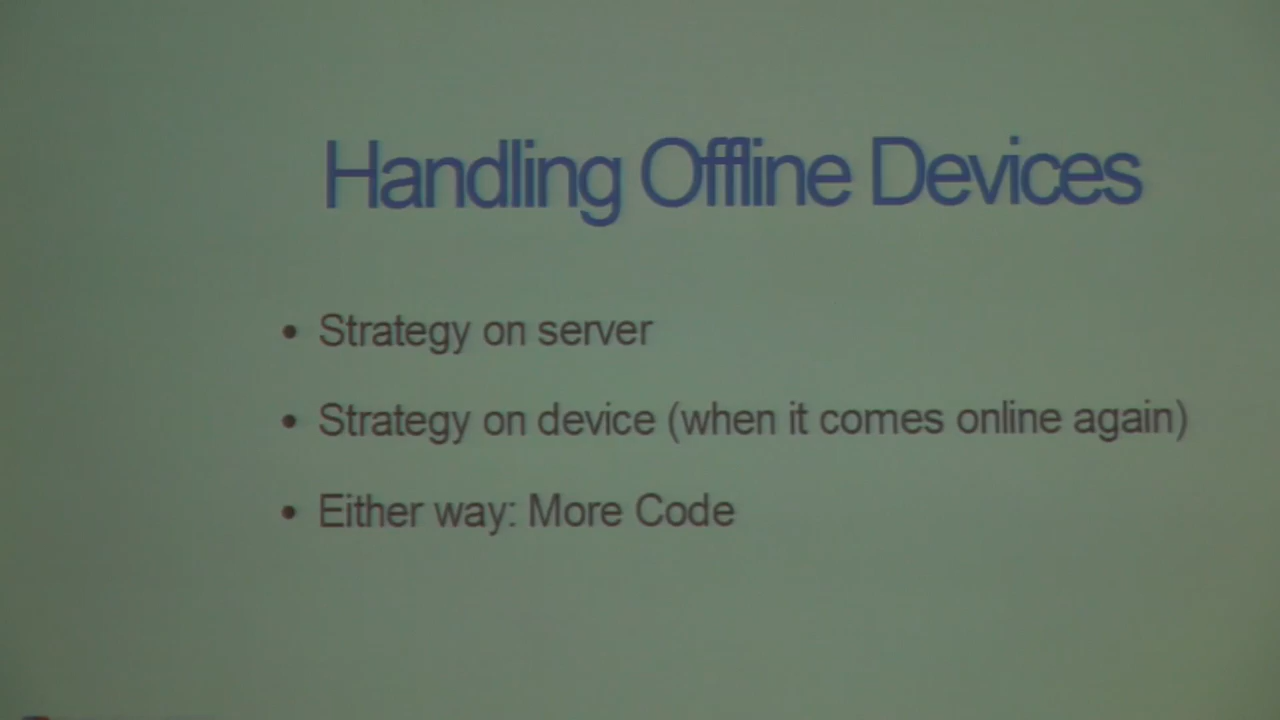 Handling Offline Devices
• Strategy on server
• Strategy on device (when it comes online again)
• Either way: More Code